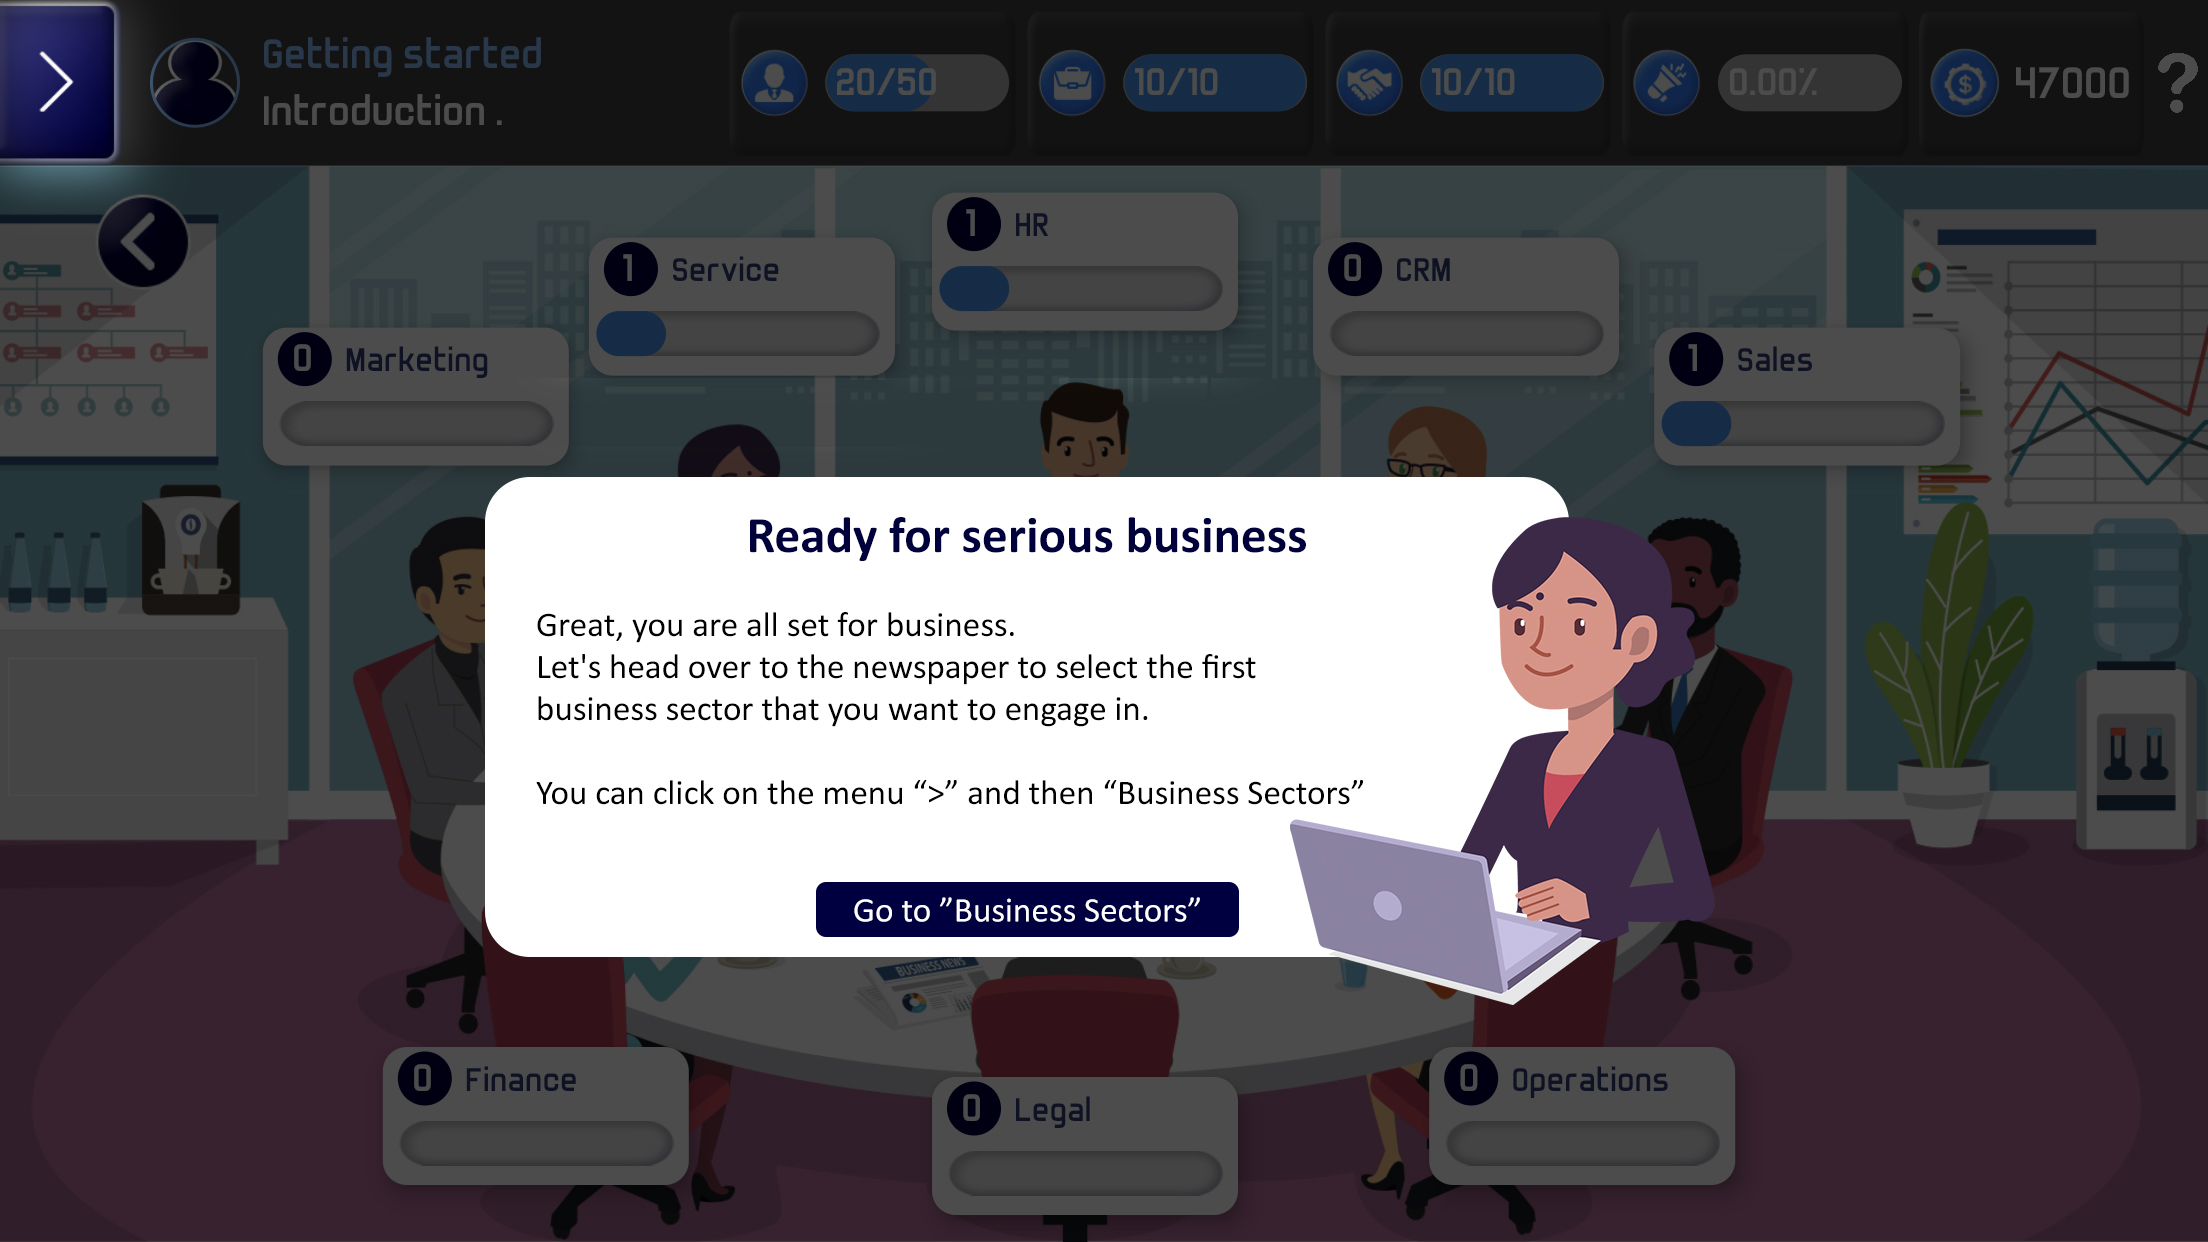 Getting started
Introduction .
20/50
10/10
10/10
0.00%
47000
?
1 HR
1 Service
0 CRM
0 Marketing
1 Sales
Ready for serious business
Great, you are all set for business.
Let's head over to the newspaper to select the first
business sector that you want to engage in.
You can click on the menu “>” and then “Business Sectors”
Go to ”Business Sectors”
BUSINESS NEWS
0 Finance
0 Legal
0 Operations